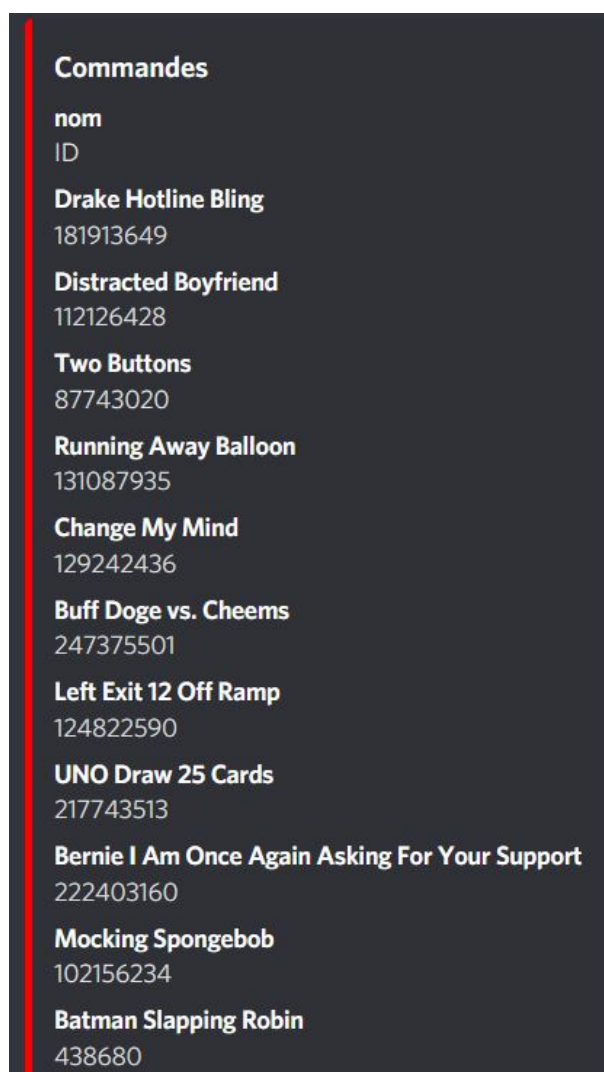 Commandes
nom
ID
Drake Hotline Bling
181913649
Distracted Boyfriend
112126428
Two Buttons
87743020
Running Away Balloon
131087935
Change My Mind
129242436
Buff Doge vs. Cheems
247375501
Left Exit 12 Off Ramp
124822590
UNO Draw 25 Cards
217743513
Bernie I Am Once Again Asking For Your Support
222403160
Mocking Spongebob
102156234
Batman Slapping Robin
438680